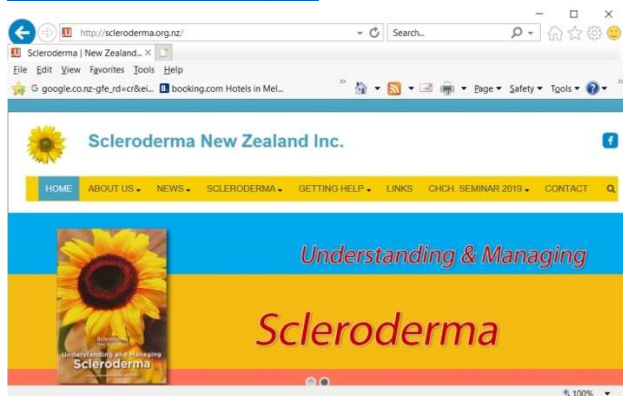 http://scleroderma.org.nz/
Search...
Scleroderma | New Zealand...
File Edit View Favorites Tools Help
G google.co.nz-gfe_rd=cr&ei... booking.com Hotels in Mel...
Page Safety Tools
Scleroderma New Zealand Inc.
HOME ABOUT US NEWS SCLERODERMA GETTING HELP LINKS CHCH. SEMINAR 2019 CONTACT
Understanding & Managing
Scleroderma
Understanding and Managing
Scleroderma
100%